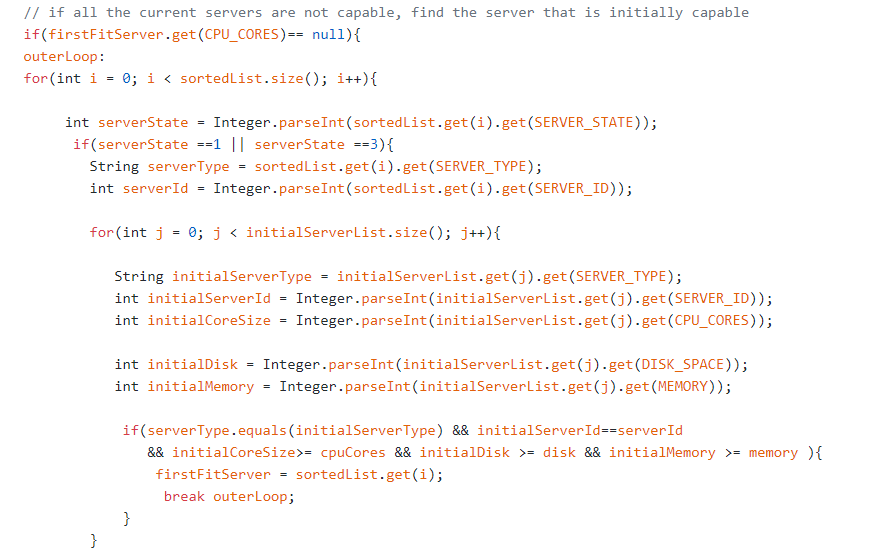 // if all the current servers are not capable, find the server that is initially capable
if(firstFitServer.get(CPU_CORES)== null){
outerLoop:
for(int i = 0; i < sortedList.size(); i++){
int serverState = Integer.parseInt(sortedList.get(i).get(SERVER_STATE));
if(serverState ==1 || serverState ==3){
String serverType = sortedList.get(i).get(SERVER_TYPE);
int serverId = Integer.parseInt(sortedList.get(i).get(SERVER_ID));
for(int j = 0; j < initialServerList.size(); j++){
String initialServerType = initialServerList.get(j).get(SERVER_TYPE);
int initialServerId = Integer.parseInt(initialServerList.get(j).get(SERVER_ID));
int initialCoreSize = Integer.parseInt(initialServerList.get(j).get(CPU_CORES));
int initialDisk = Integer.parseInt(initialServerList.get(j).get(DISK_SPACE));
int initialMemory = Integer.parseInt(initialServerList.get(j).get(MEMORY));
if(serverType.equals(initialServerType) && initialServerId==serverId
&& initialCoreSize>= cpuCores && initialDisk >= disk && initialMemory >= memory ){
firstFitServer = sortedList.get(i);
break outerLoop;
}
}